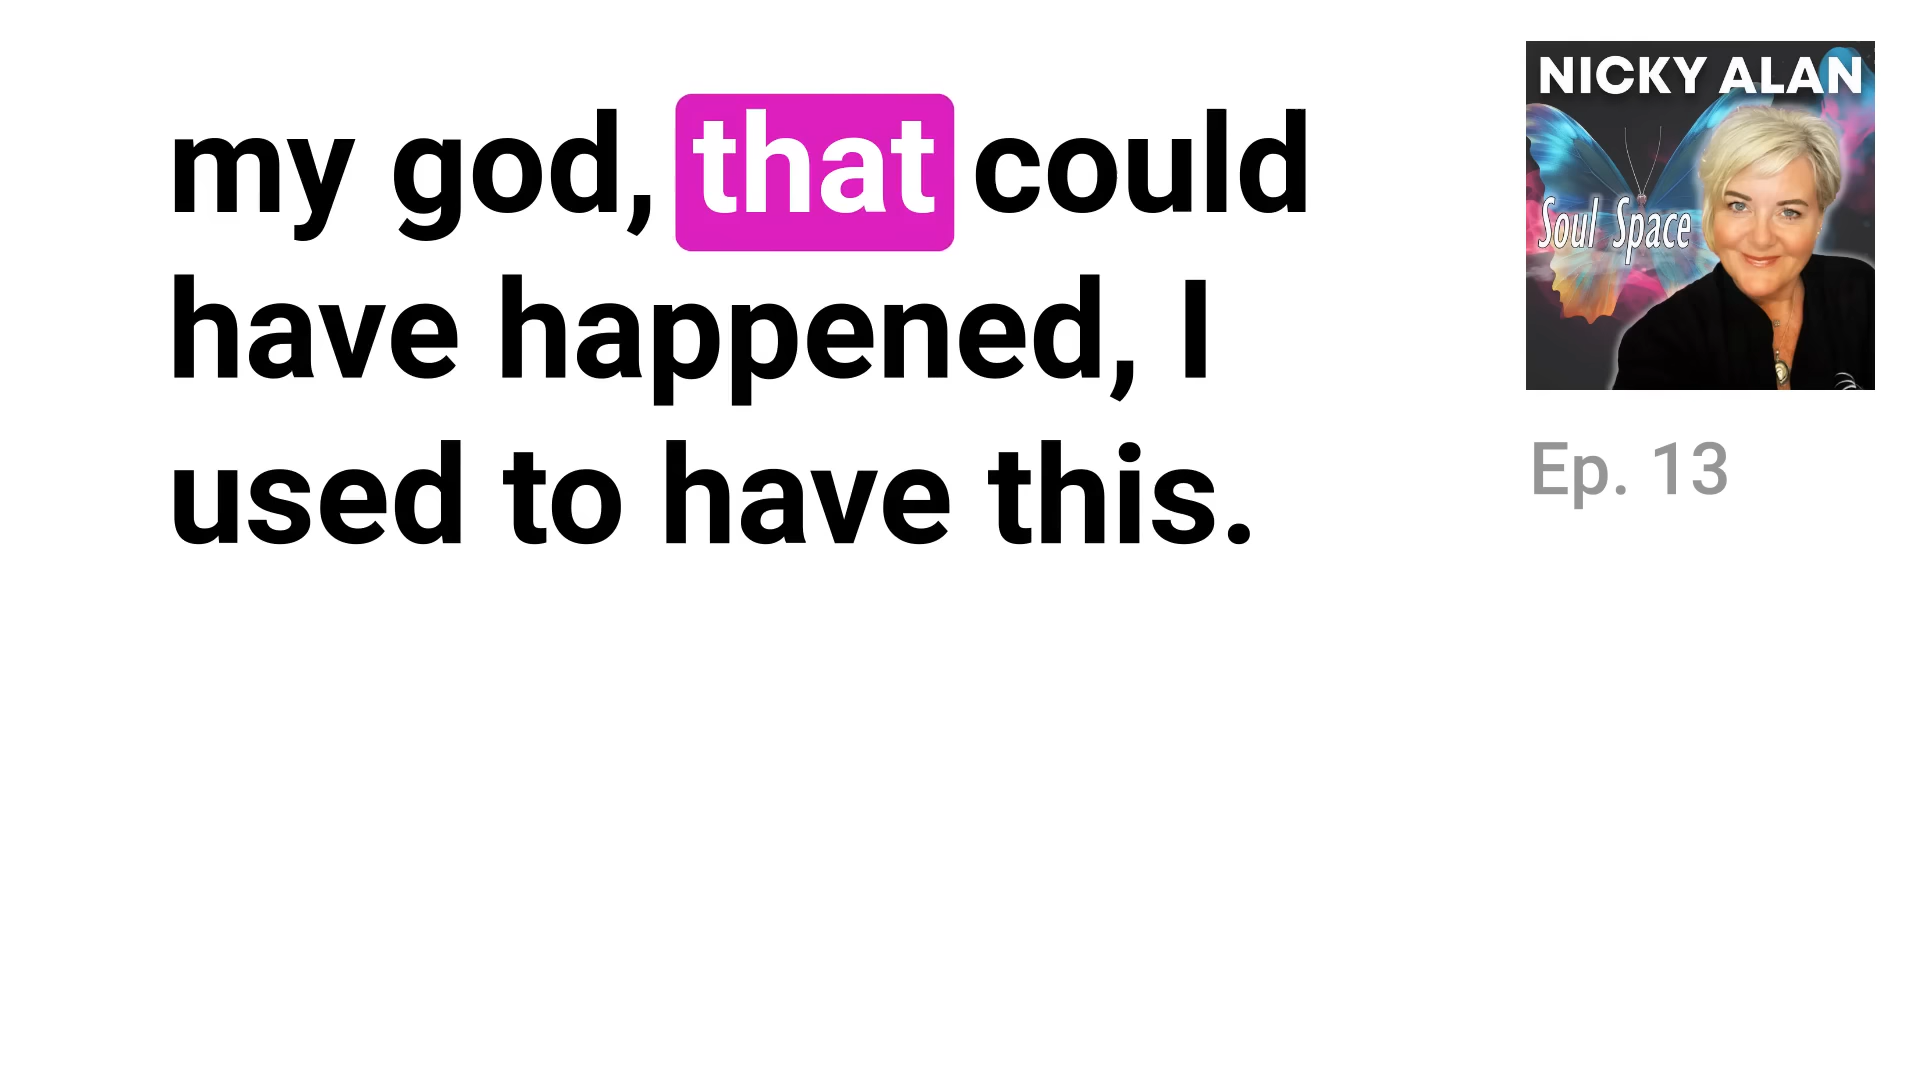 my god, that could
have happened, I
used to have this.
NICKY ALAN
Soul Space
Ep. 13